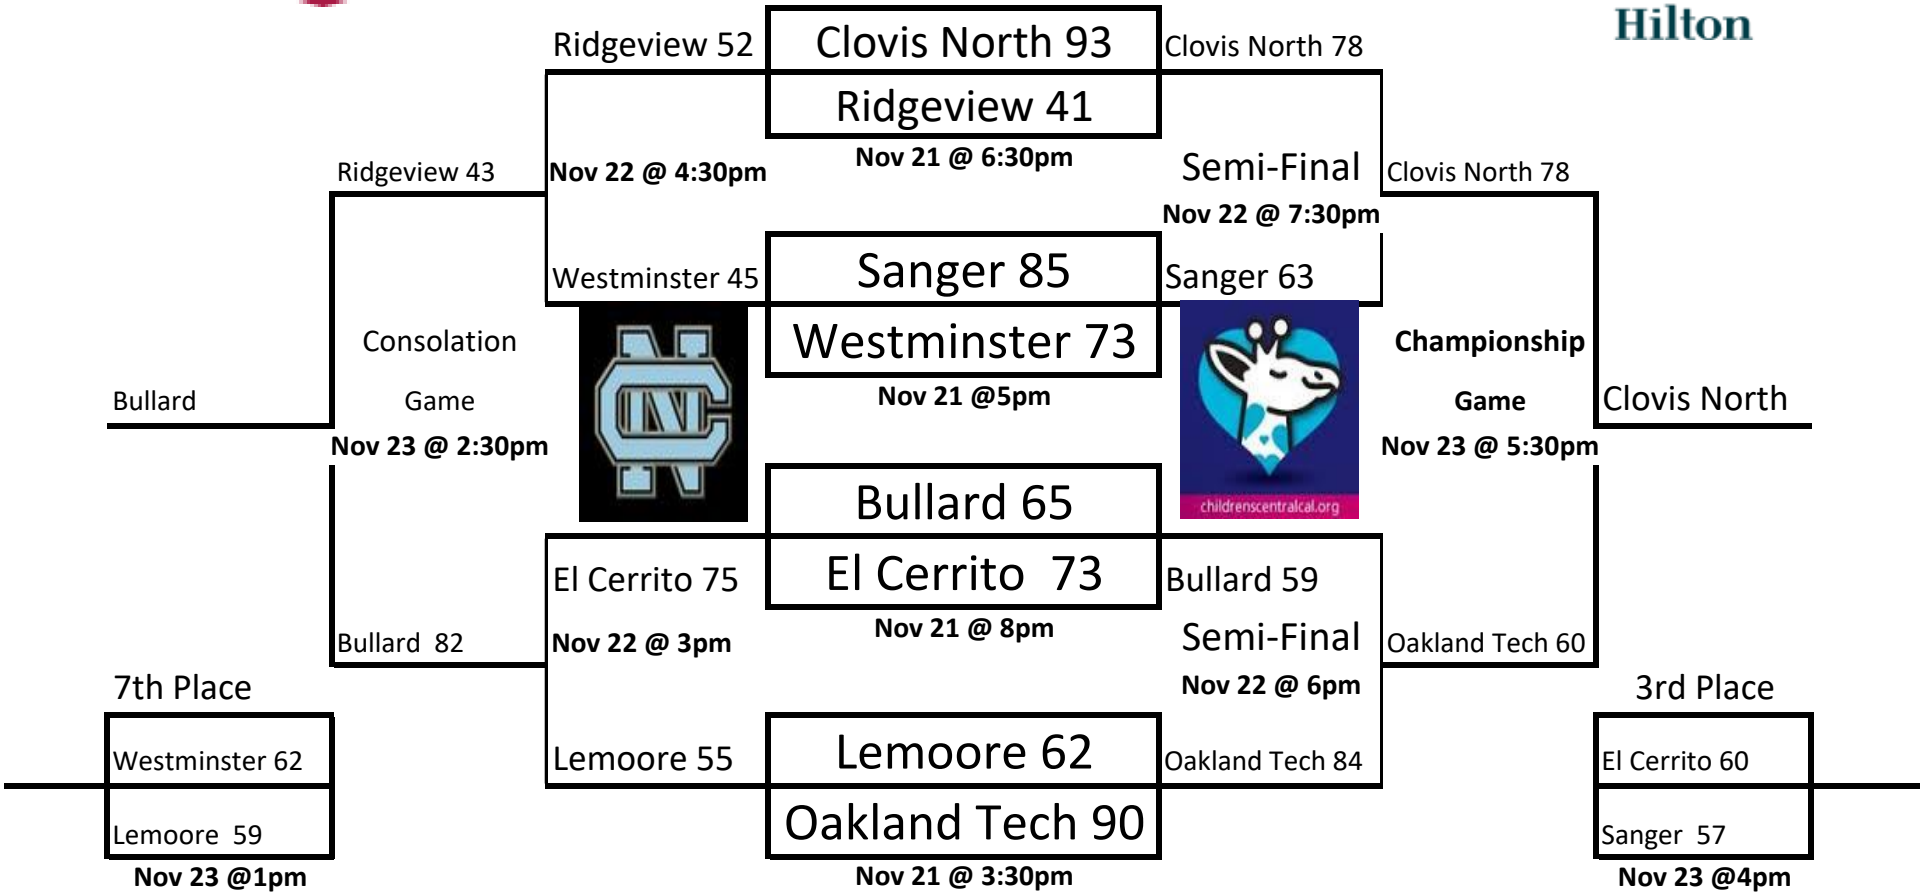 Hilton
Ridgeview 52
Clovis North 93
Clovis North 78
Ridgeview 41
Nov 21 @ 6:30pm
Ridgeview 43
Nov 22 @ 4:30pm
Semi-Final
Clovis North 78
Nov 22 @ 7:30pm
Westminster 45
Sanger 85
Sanger 63
Westminster 73
Nov 21 @5pm
Consolation
Game
Nov 23 @ 2:30pm
Bullard
NC
Championship
Game
Nov 23 @ 5:30pm
Clovis North
childrenscentralcal.org
Bullard 65
El Cerrito 75
El Cerrito  73
Bullard 59
Nov 21 @ 8pm
Bullard  82
Nov 22 @ 3pm
Semi-Final
Oakland Tech 60
Nov 22 @ 6pm
7th Place
3rd Place
Westminster 62
Lemoore 55
Lemoore 62
Oakland Tech 84
El Cerrito 60
Lemoore  59
Oakland Tech 90
Sanger  57
Nov 23 @1pm
Nov 21 @ 3:30pm
Nov 23 @4pm